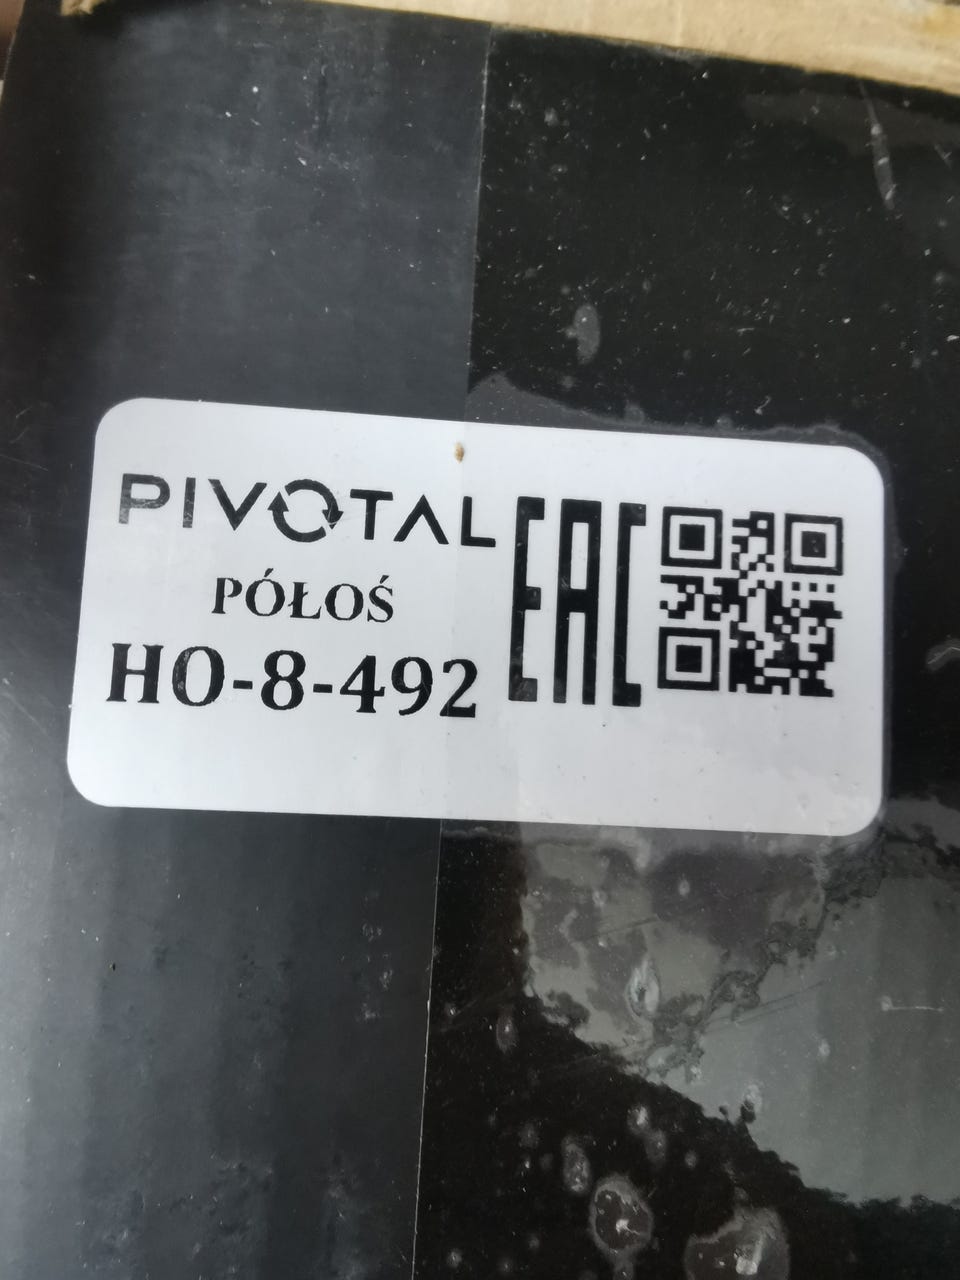 PIVOTAL
PÓŁOŚ
HO-8-492
EAC